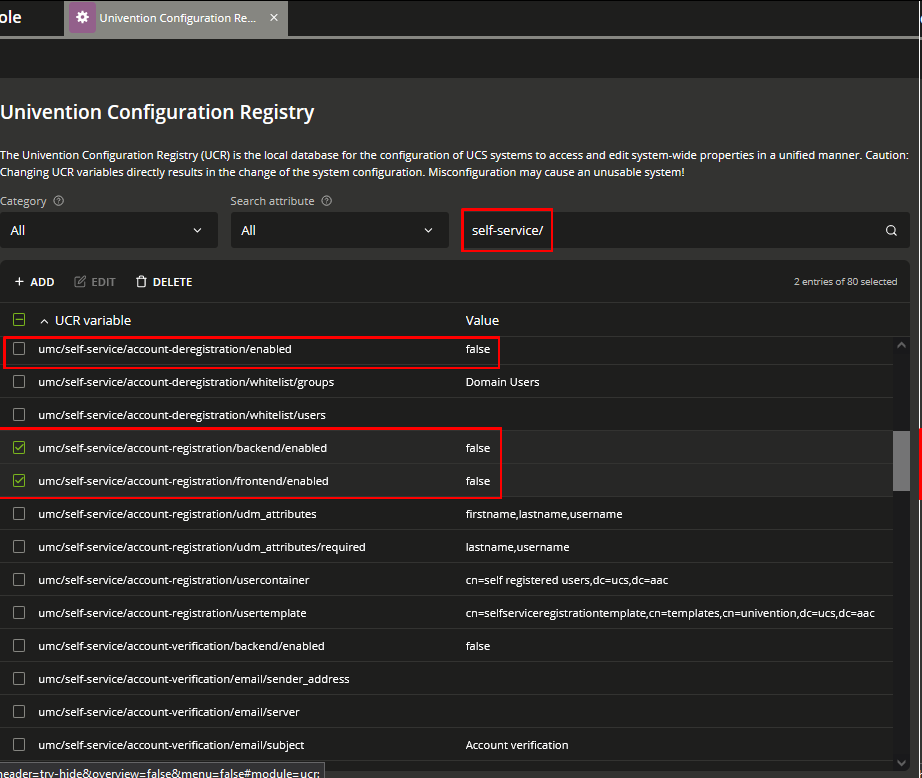 ole
Univention Configuration Re... ×
Univention Configuration Registry
The Univention Configuration Registry (UCR) is the local database for the configuration of UCS systems to access and edit system-wide properties in a unified manner. Caution:
Changing UCR variables directly results in the change of the system configuration. Misconfiguration may cause an unusable system!
Category ?
Search attribute ?
All
All
self-service/
+ ADD
EDIT
DELETE
2 entries of 80 selected
UCR variable Value
umc/self-service/account-deregistration/enabled false
umc/self-service/account-deregistration/whitelist/groups Domain Users
umc/self-service/account-deregistration/whitelist/users
umc/self-service/account-registration/backend/enabled false
umc/self-service/account-registration/frontend/enabled false
umc/self-service/account-registration/udm_attributes firstname,lastname,username
umc/self-service/account-registration/udm_attributes/required lastname,username
umc/self-service/account-registration/usercontainer cn=self registered users,dc=ucs,dc=aac
umc/self-service/account-registration/usertemplate cn=selfserviceregistrationtemplate,cn=templates,cn=univention,dc=ucs,dc=aac
umc/self-service/account-verification/backend/enabled false
umc/self-service/account-verification/email/sender_address
umc/self-service/account-verification/email/server
umc/self-service/account-verification/email/subject Account verification
header=try-hide&overview=false&menu=false#module=ucr: